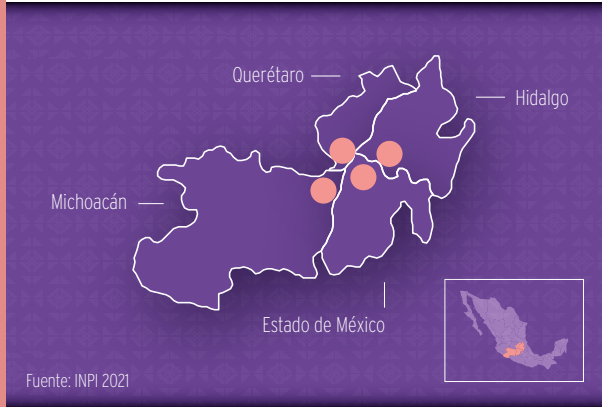 Querétaro
Hidalgo
Michoacán
Estado de México
Fuente: INPI 2021